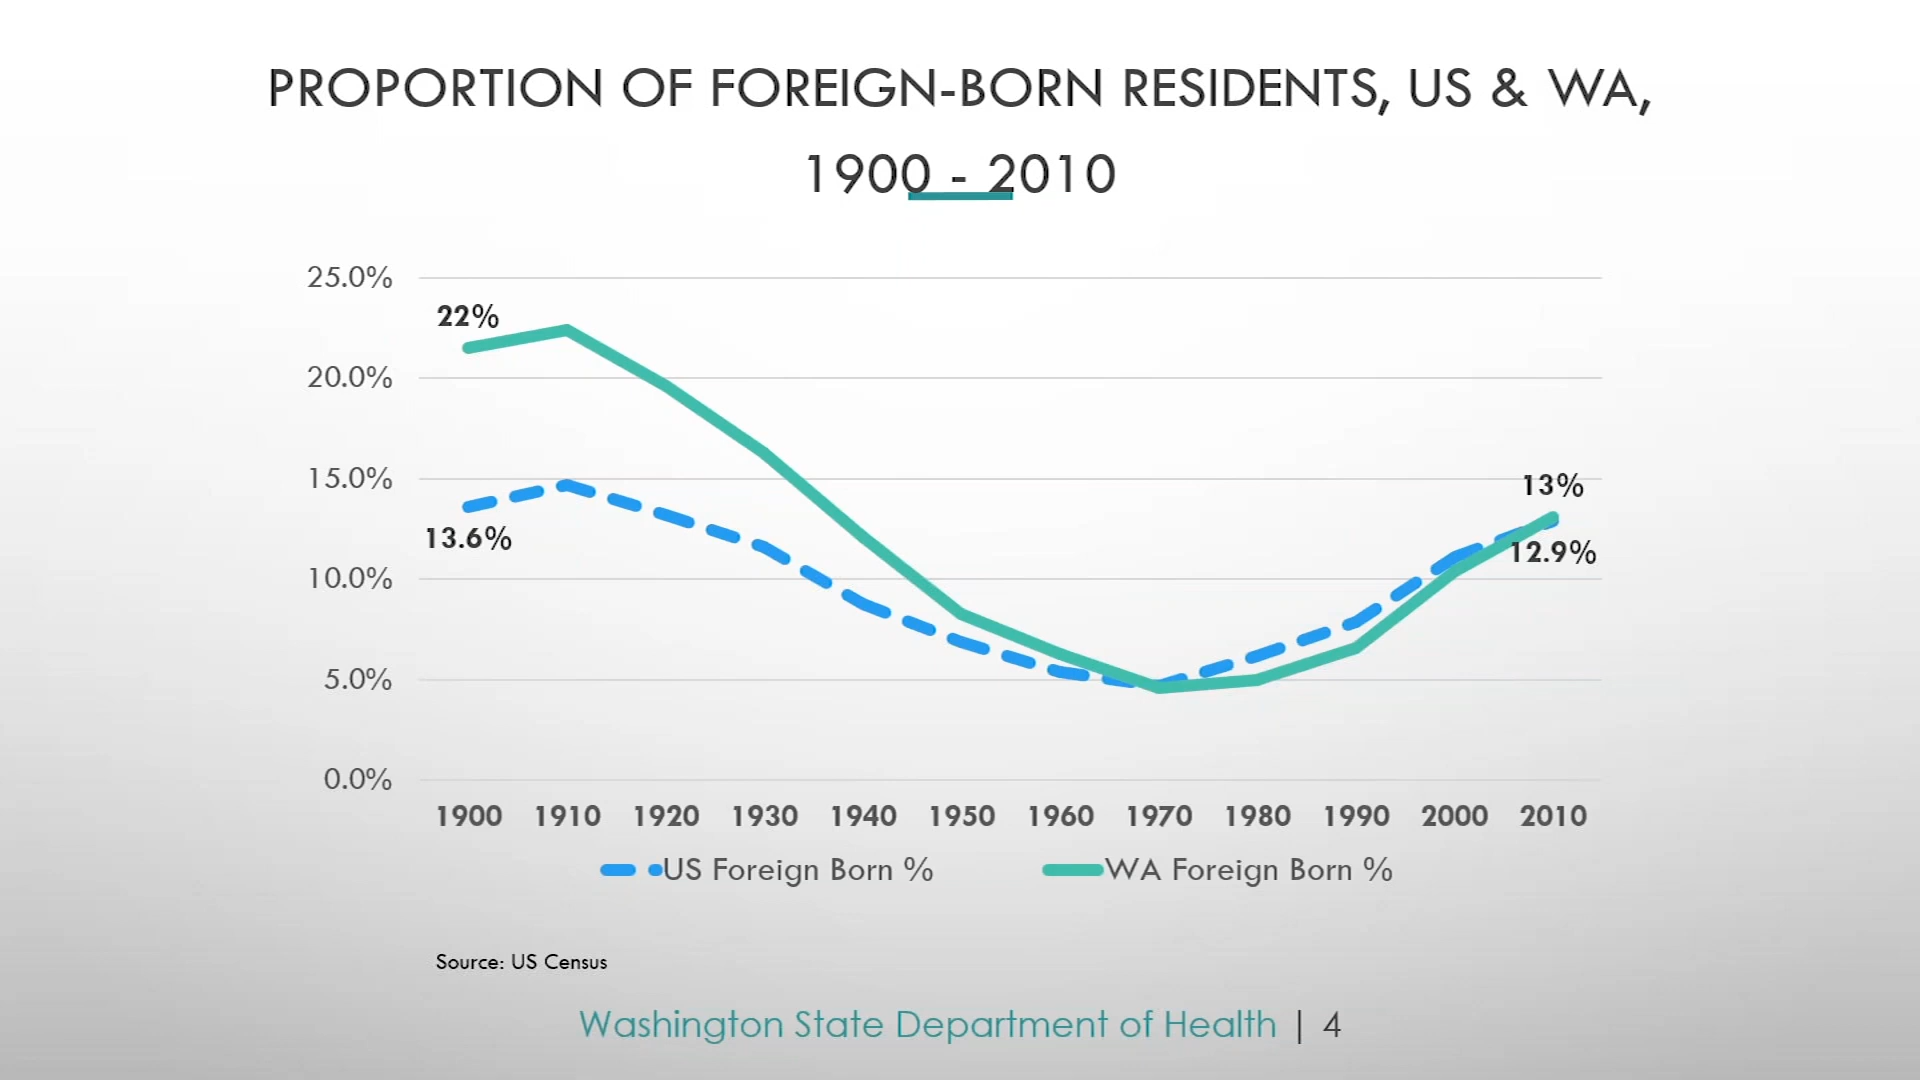 PROPORTION OF FOREIGN-BORN RESIDENTS, US & WA,
1900 - 2010
25.0%
22%
20.0%
15.0%
13%
13.6%
12.9%
10.0%
5.0%
0.0%
1900 1910 1920 1930 1940 1950 1960 1970 1980 1990 2000 2010
US Foreign Born % WA Foreign Born %
Source: US Census
Washington State Department of Health | 4